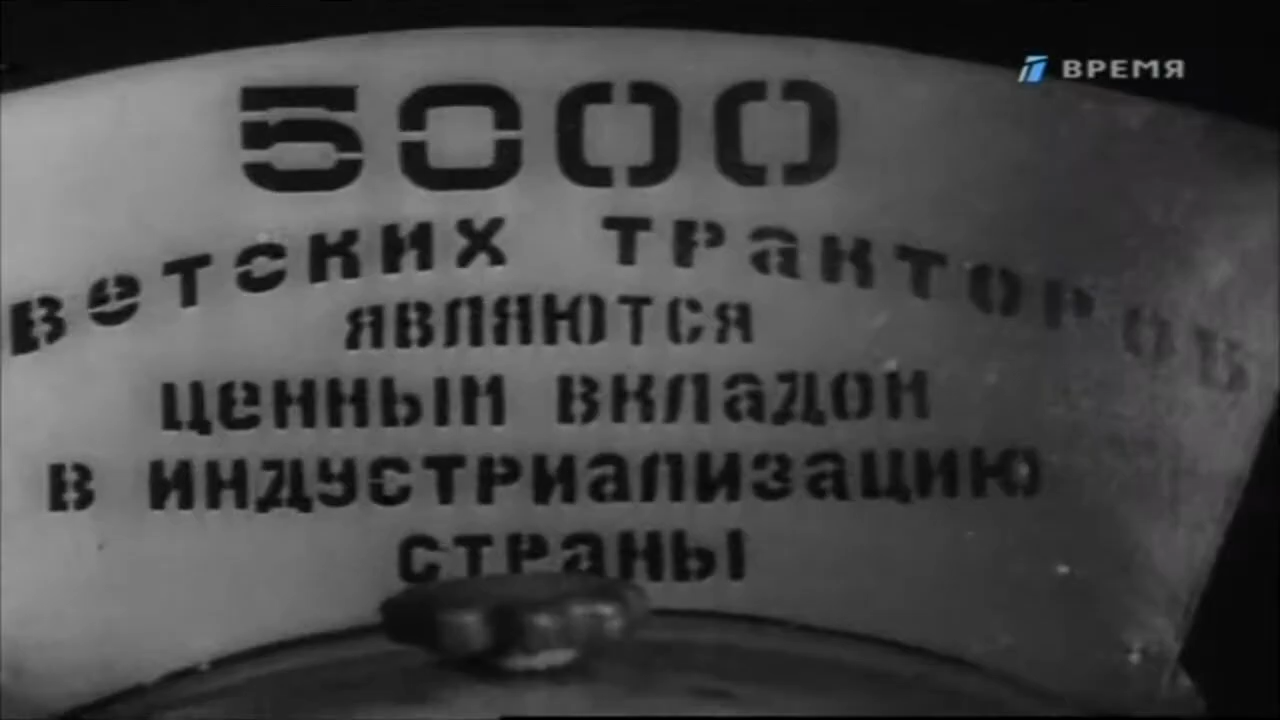 5000
ВРЕМЯ
ветских тракторов
являются
ценным вкладом
в индустриализацию
страны